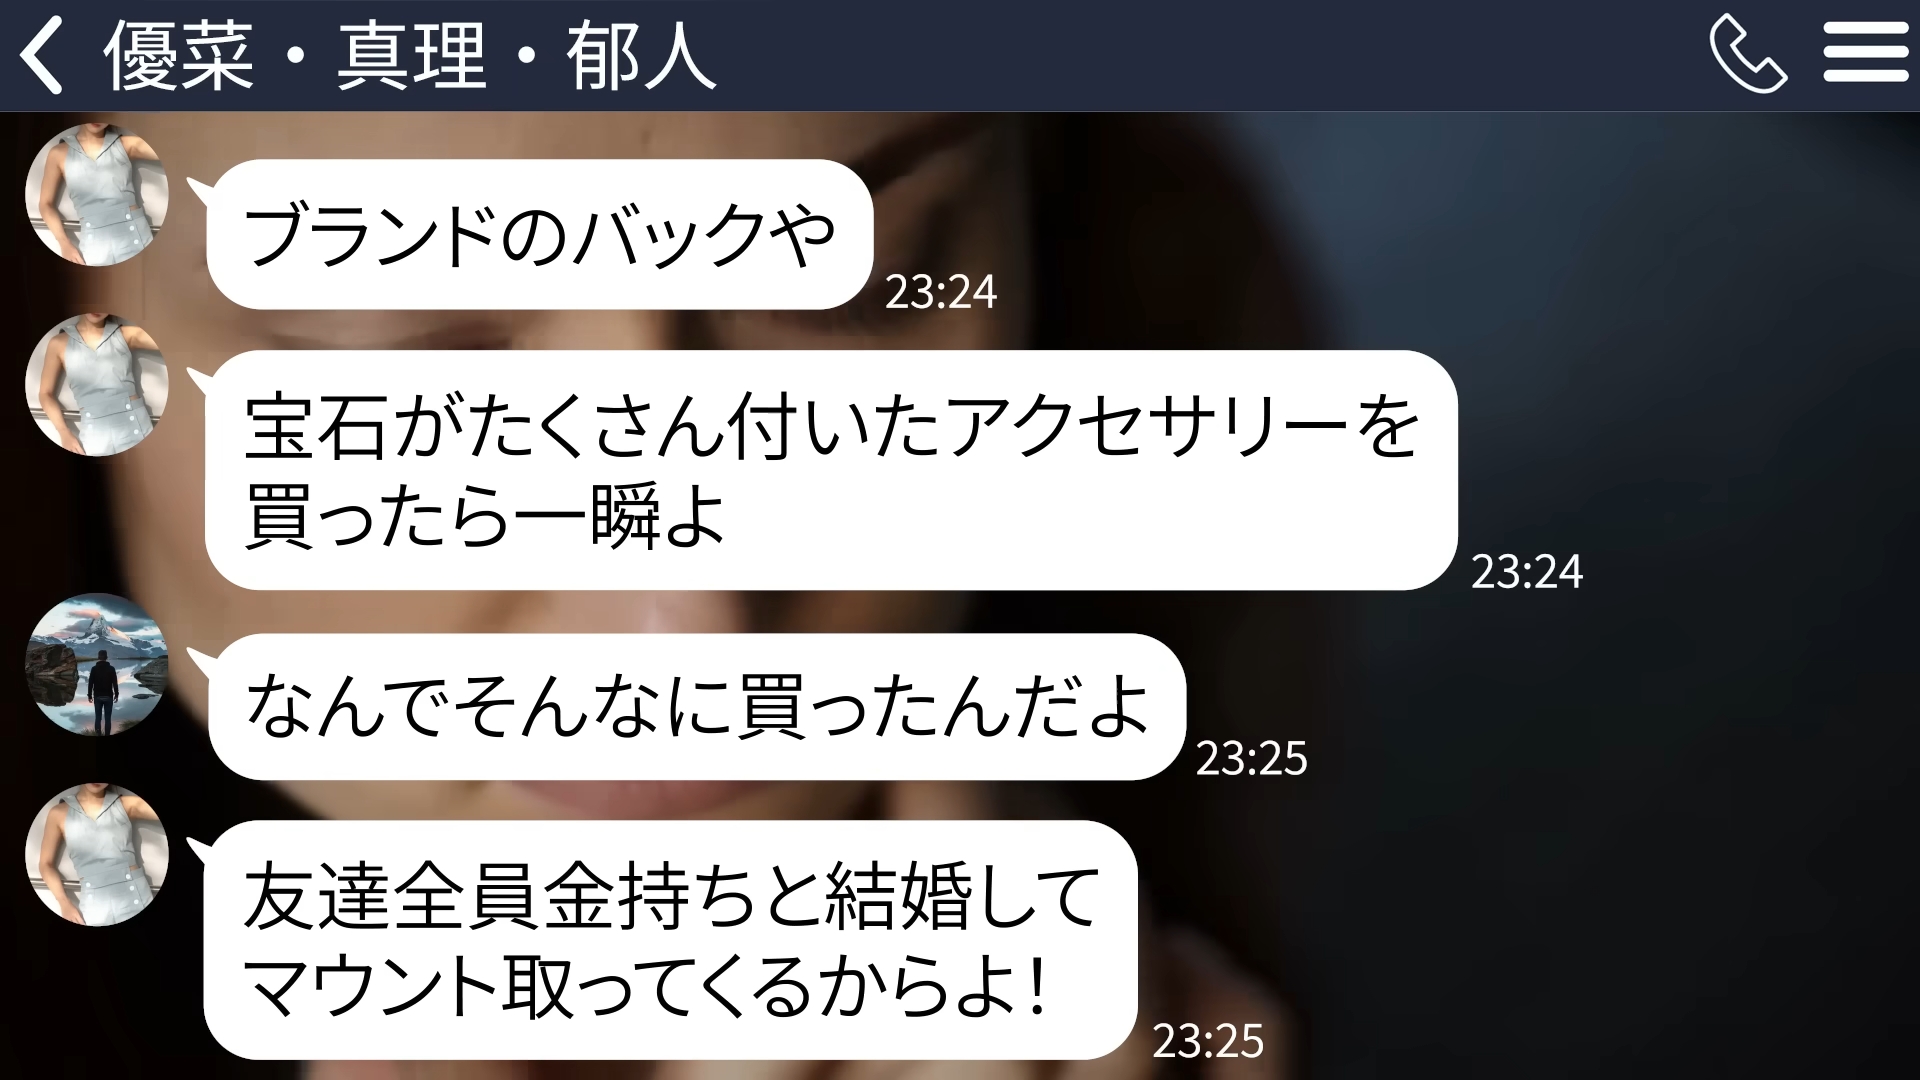 優菜・真理・郁人
ブランドのバックや
23:24
宝石がたくさん付いたアクセサリーを
買ったら一瞬よ
23:24
なんでそんなに買ったんだよ
23:25
友達全員金持ちと結婚して
マウント取ってくるからよ！
23:25